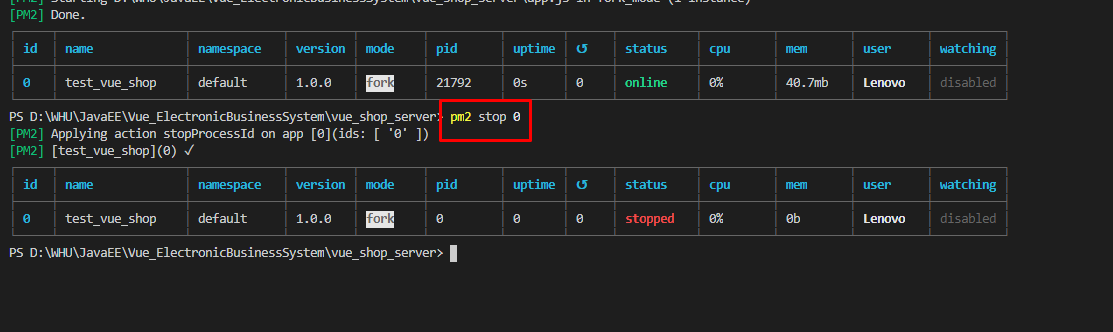 [PM2] Starting D:\WHU\JavaEE\Vue_ElectronicBusinessSystem\vue_shop_server\app.js in fork_mode (1 instance)
[PM2] Done.
id name namespace version mode pid uptime ↺ status cpu mem user watching
0 test_vue_shop default 1.0.0 fork 21792 0s 0 online 0% 40.7mb Lenovo disabled
PS D:\WHU\JavaEE\Vue_ElectronicBusinessSystem\vue_shop_server> pm2 stop 0
[PM2] Applying action stopProcessId on app [0](ids: [ '0' ])
[PM2] [test_vue_shop](0) ✓
id name namespace version mode pid uptime ↺ status cpu mem user watching
0 test_vue_shop default 1.0.0 fork 0 0 0 stopped 0% 0b Lenovo disabled
PS D:\WHU\JavaEE\Vue_ElectronicBusinessSystem\vue_shop_server>